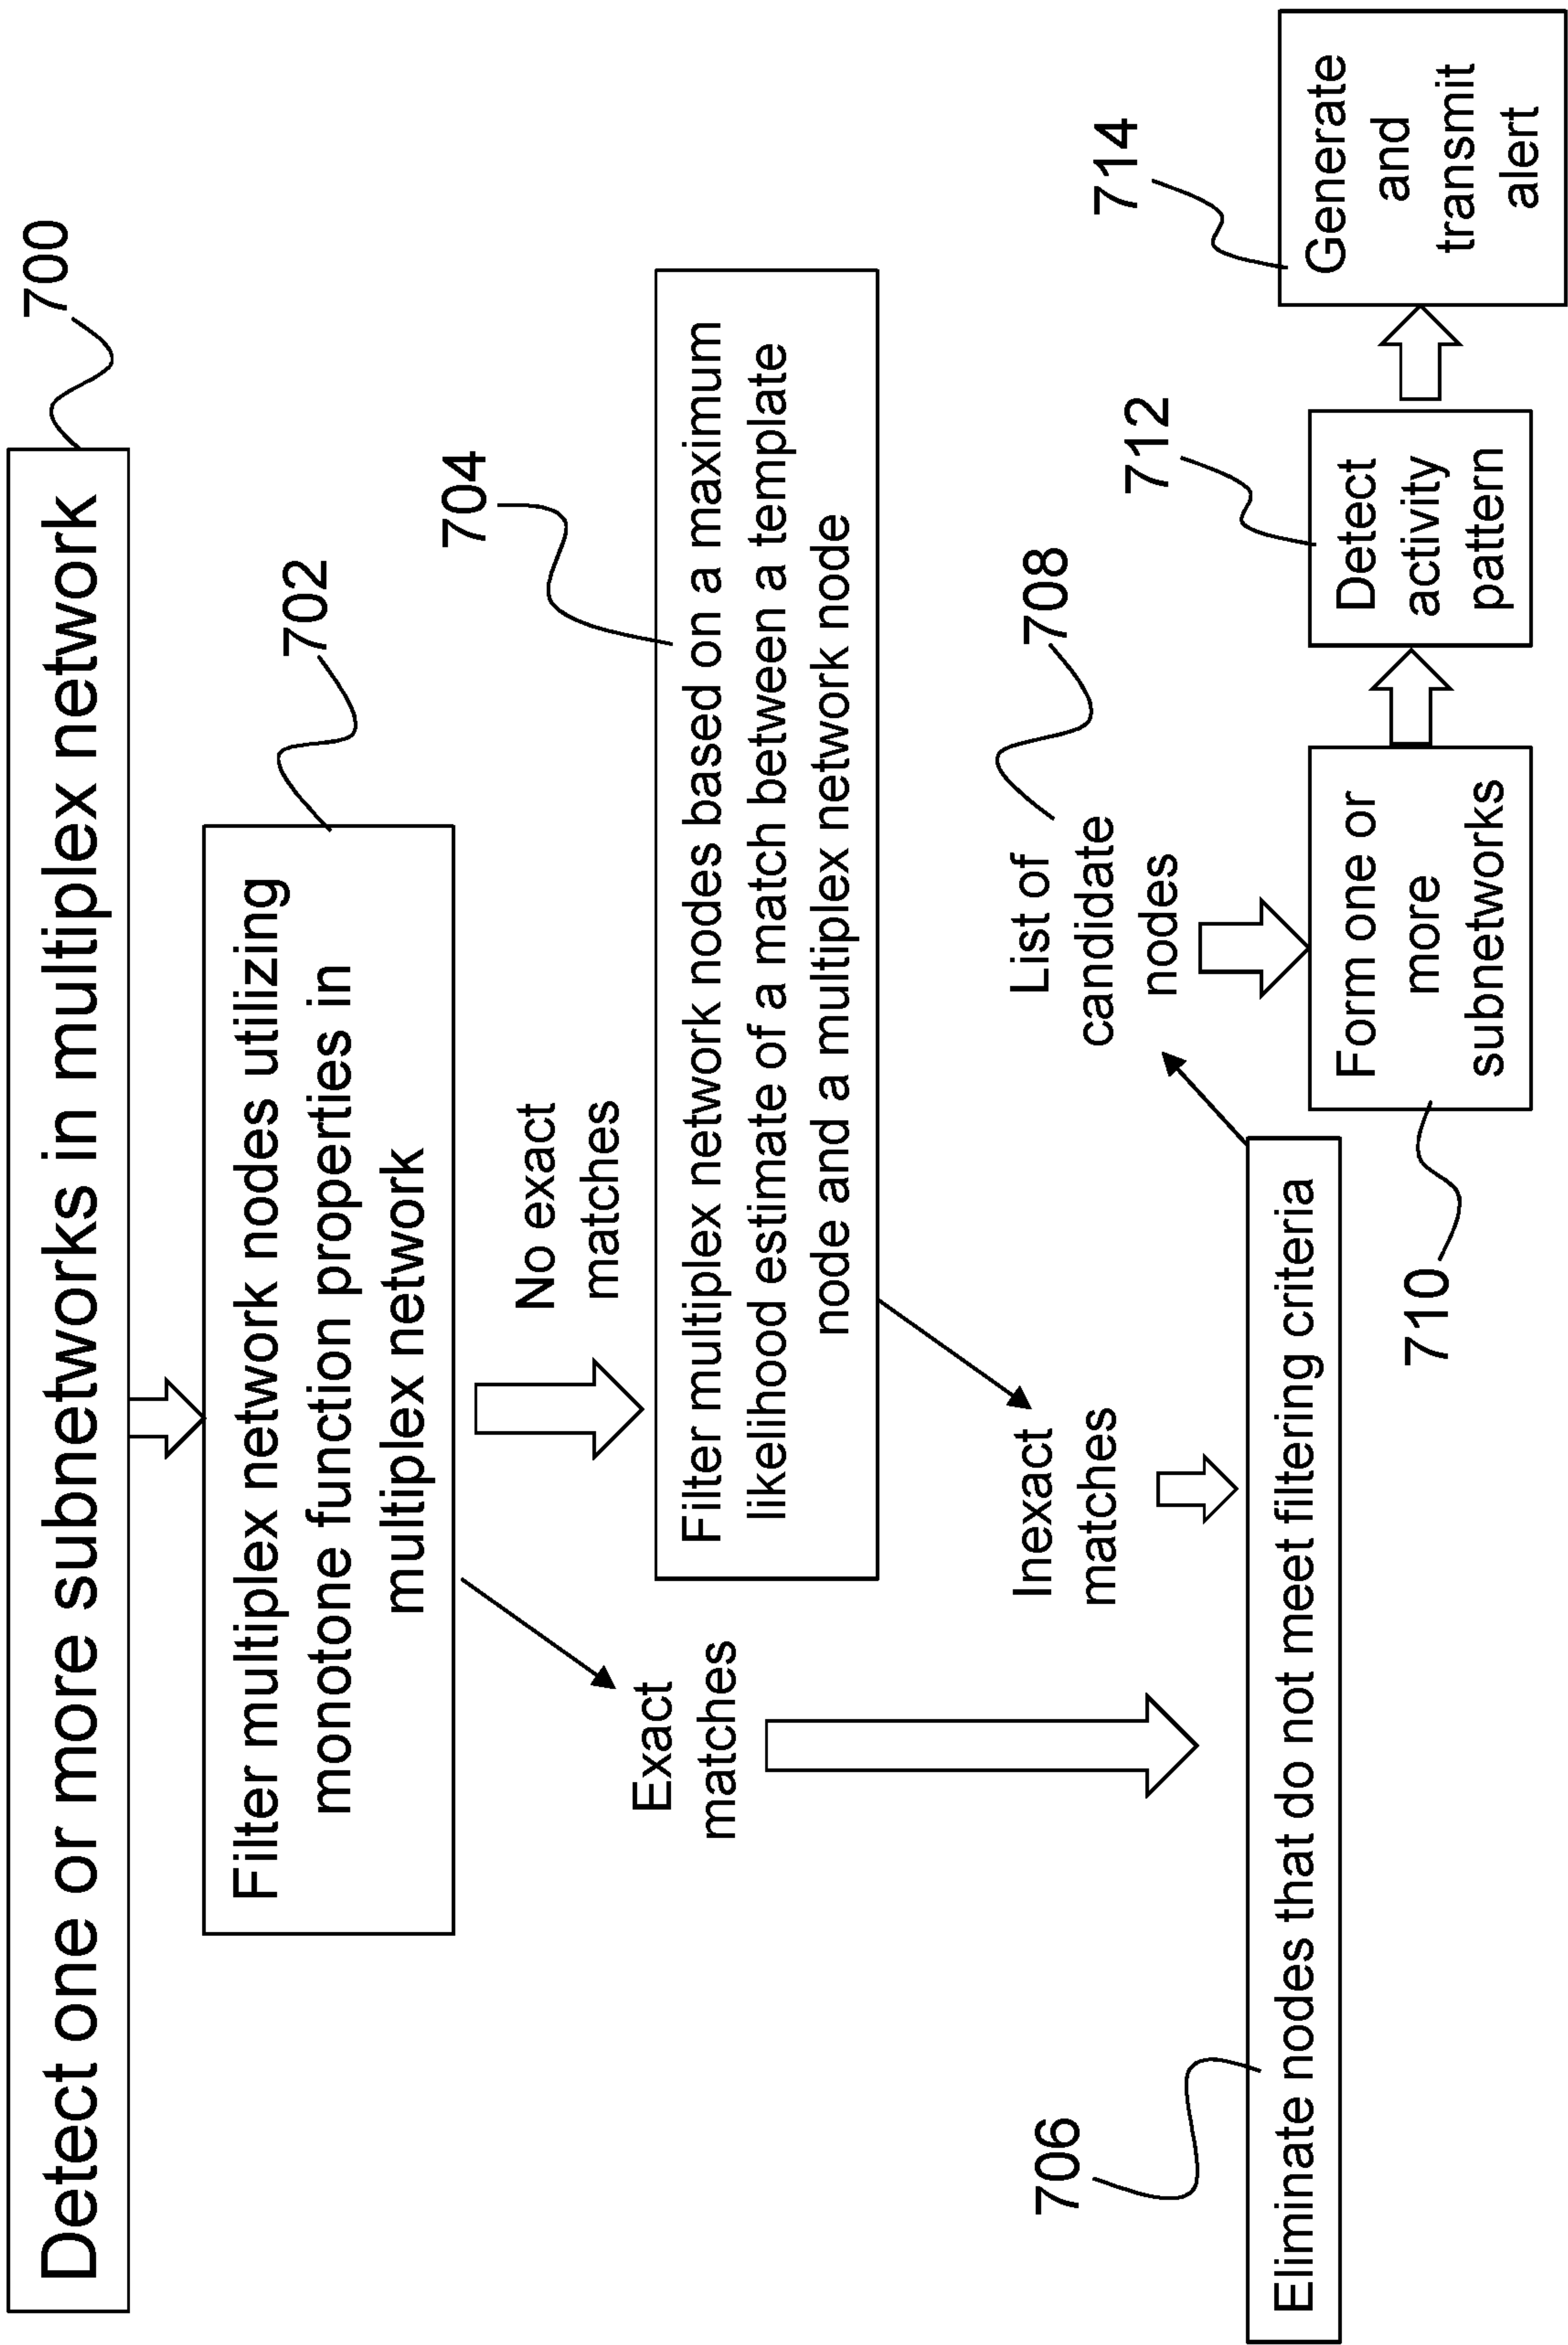 Detect one or more subnetworks in multiplex network
700
Filter multiplex network nodes utilizing
monotone function properties in
multiplex network
702
No exact
matches
Exact
matches
704
Filter multiplex network nodes based on a maximum
likelihood estimate of a match between a template
node and a multiplex network node
Inexact
matches
706
Eliminate nodes that do not meet filtering criteria
List of
candidate
nodes
708
Form one or
more
subnetworks
710
Detect
activity
pattern
712
Generate
and
transmit
alert
714